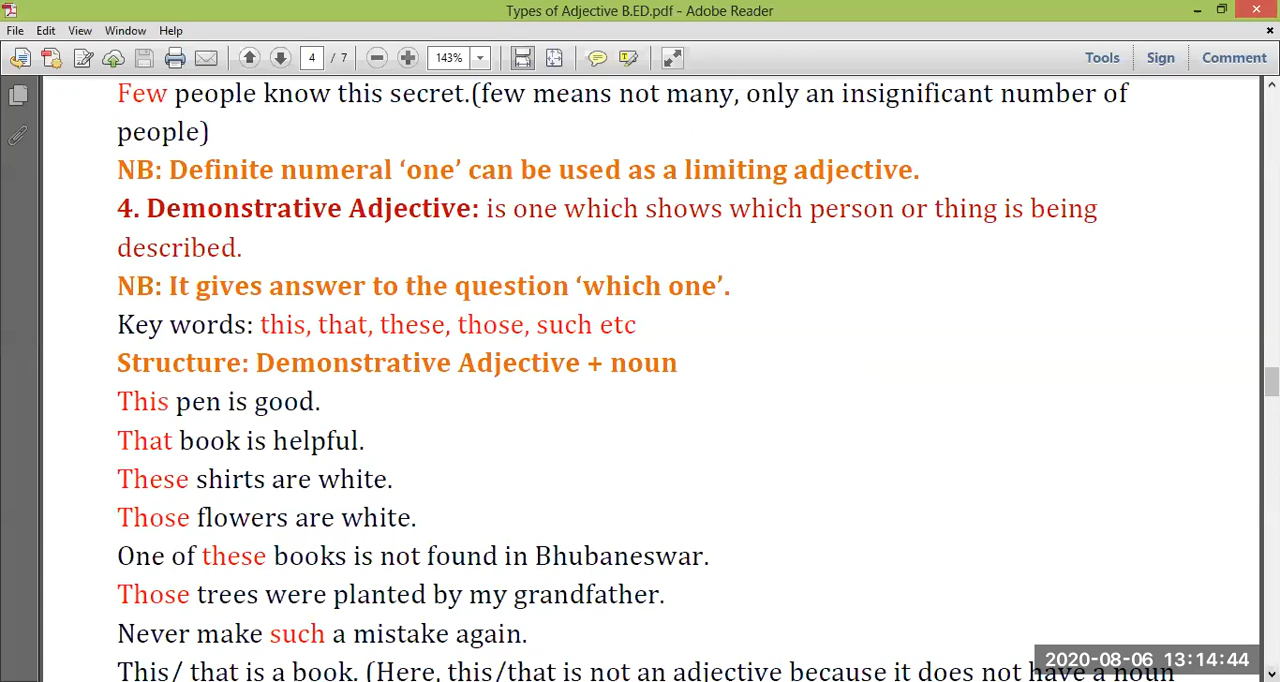 Types of Adjective B.ED.pdf - Adobe Reader
File Edit View Window Help
4 / 7 143% Tools Sign Comment
Few people know this secret.(few means not many, only an insignificant number of
people)
NB: Definite numeral ‘one’ can be used as a limiting adjective.
4. Demonstrative Adjective: is one which shows which person or thing is being
described.
NB: It gives answer to the question ‘which one’.
Key words: this, that, these, those, such etc
Structure: Demonstrative Adjective + noun
This pen is good.
That book is helpful.
These shirts are white.
Those flowers are white.
One of these books is not found in Bhubaneswar.
Those trees were planted by my grandfather.
Never make such a mistake again.
This/ that is a book. (Here, this/that is not an adjective because it does not have a noun
2020-08-06 13:14:44